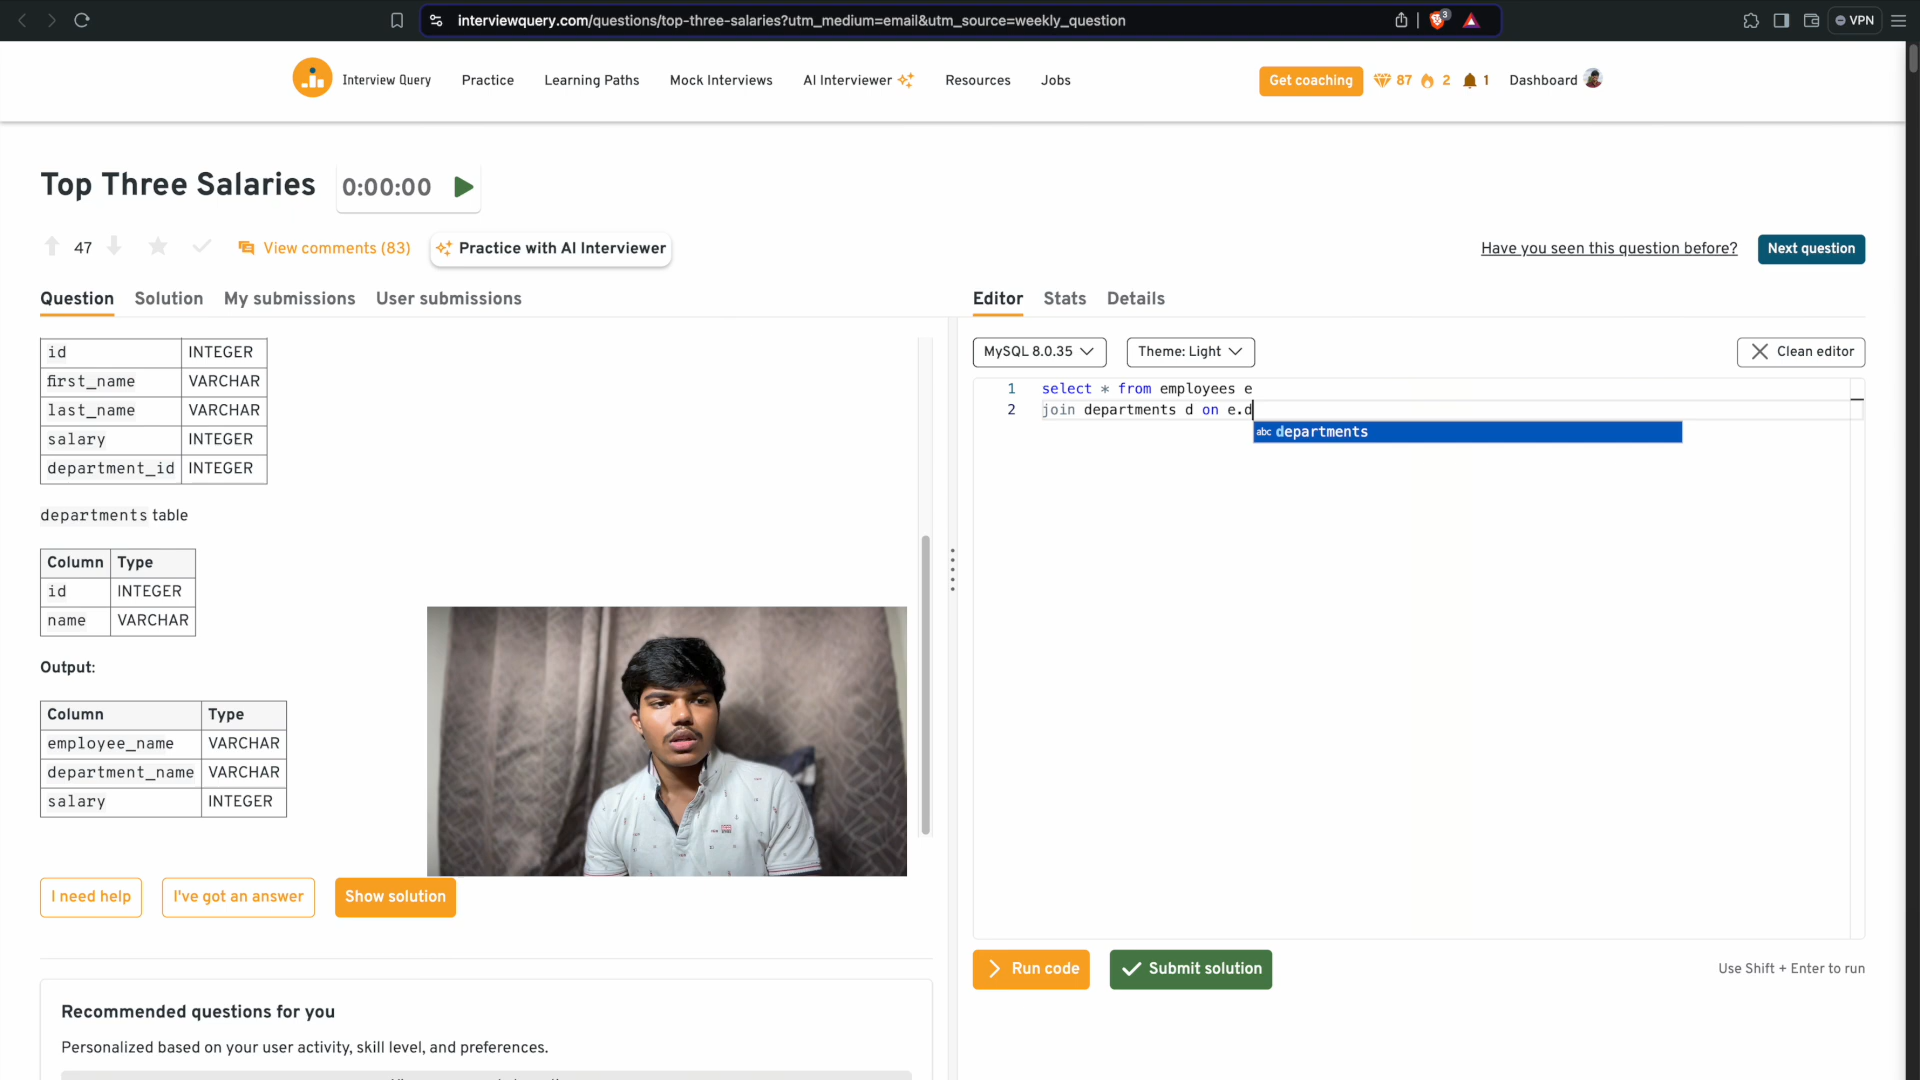 interviewquery.com/questions/top-three-salaries?utm_medium=email&utm_source=weekly_question
3
VPN
Interview Query
Practice
Learning Paths
Mock Interviews
AI Interviewer
Resources
Jobs
Get coaching
87
2
1
Dashboard
Top Three Salaries
0:00:00
47
View comments (83)
Practice with AI Interviewer
Have you seen this question before?
Next question
Question
Solution
My submissions
User submissions
id INTEGER
first_name VARCHAR
last_name VARCHAR
salary INTEGER
department_id INTEGER
departments table
Column Type
id INTEGER
name VARCHAR
Output:
Column Type
employee_name VARCHAR
department_name VARCHAR
salary INTEGER
I need help
I've got an answer
Show solution
Recommended questions for you
Personalized based on your user activity, skill level, and preferences.
Editor
Stats
Details
MySQL 8.0.35
Theme: Light
Clean editor
1 select * from employees e
2 join departments d on e.d
abc departments
Run code
Submit solution
Use Shift + Enter to run